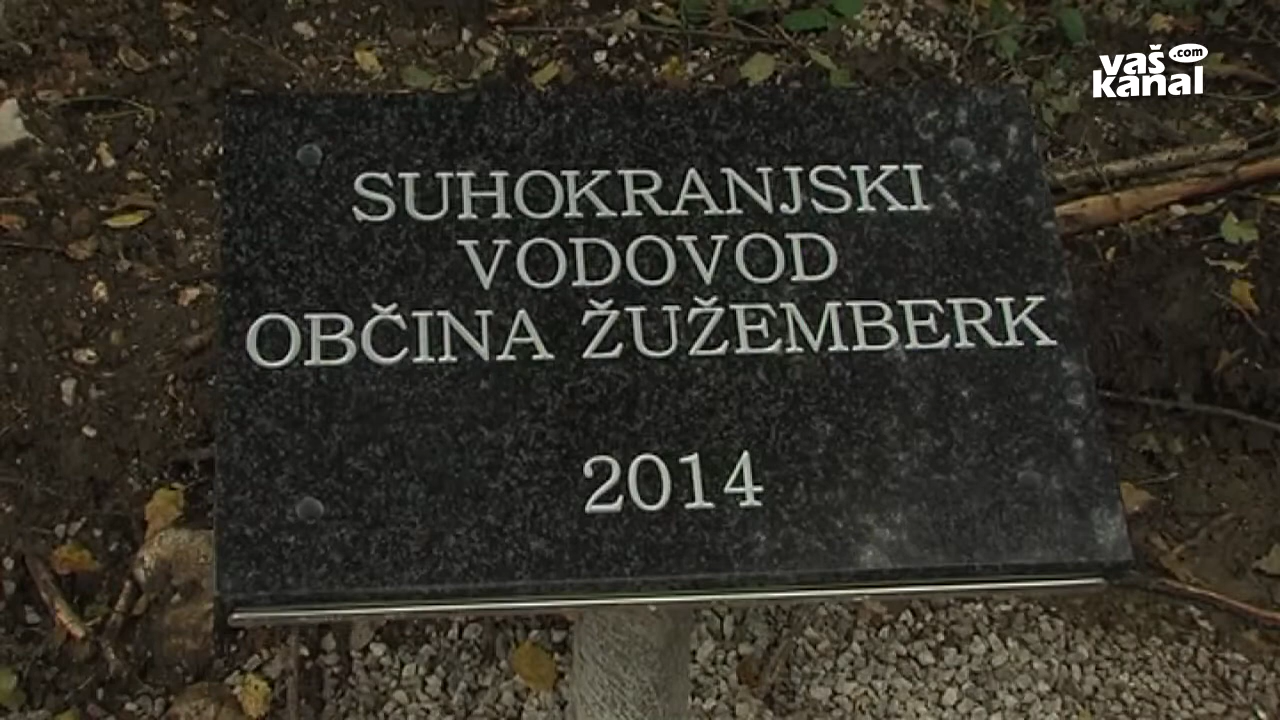 vaš .com
kanal
SUHOKRANJSKI
VODOVOD
OBČINA ŽUŽEMBERK
2014